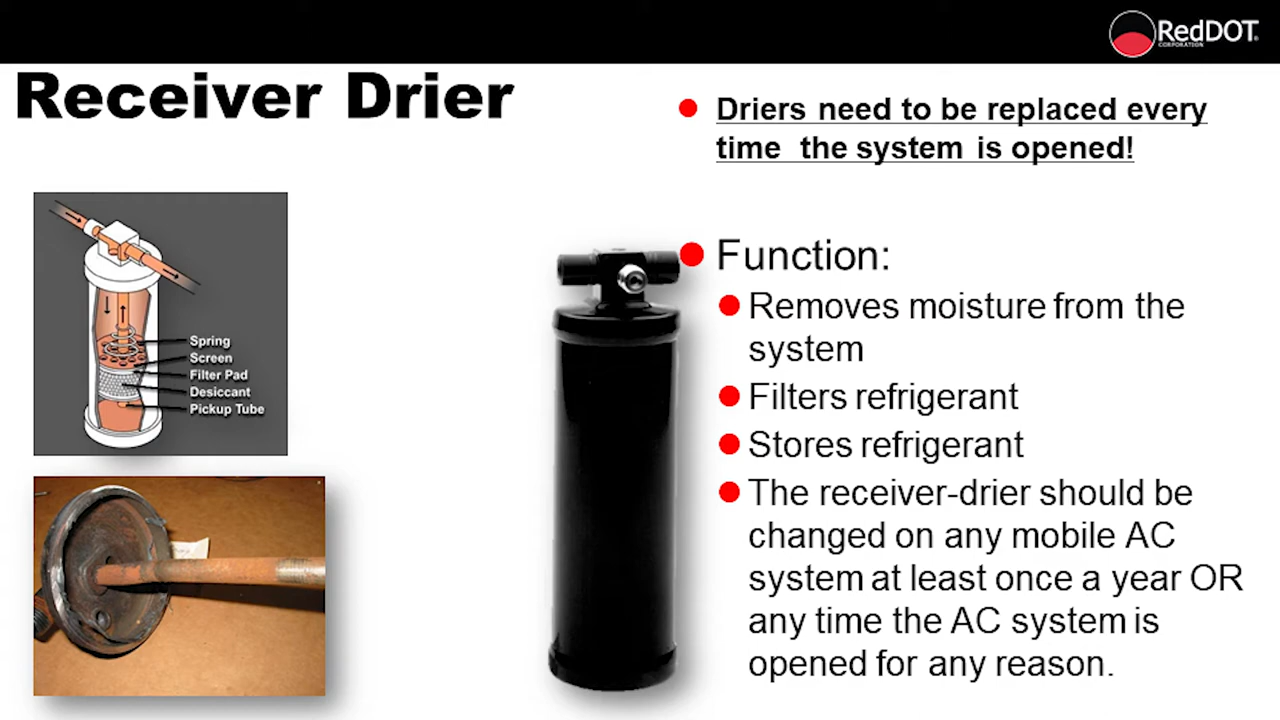 RedDOT
CORPORATION
Receiver Drier
Driers need to be replaced every
time the system is opened!
Function:
Removes moisture from the
system
Filters refrigerant
Stores refrigerant
The receiver-drier should be
changed on any mobile AC
system at least once a year OR
any time the AC system is
opened for any reason.
Spring
Screen
Filter Pad
Desiccant
Pickup Tube